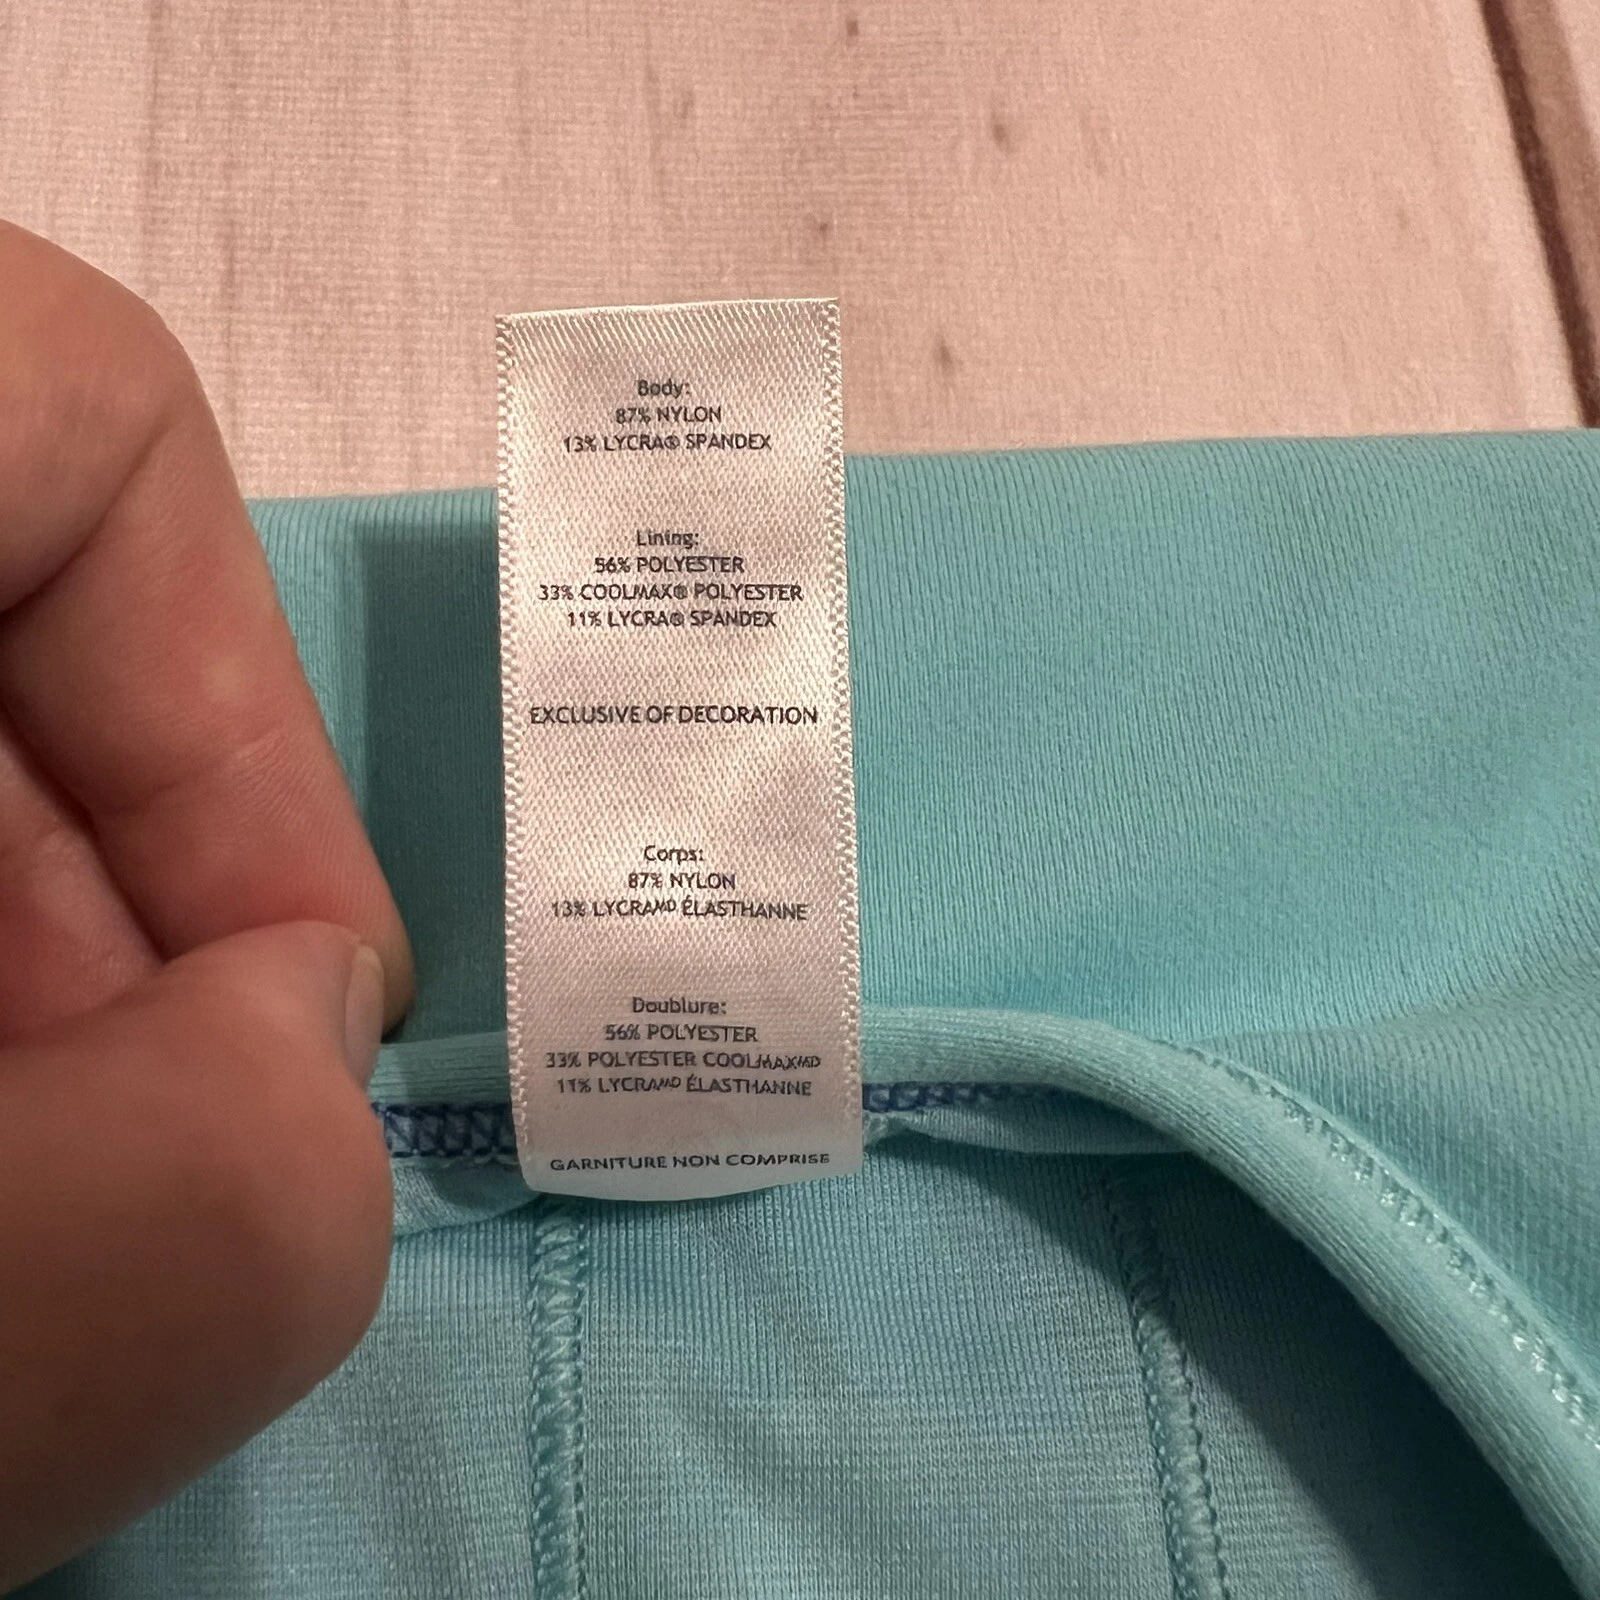 Body:
87% NYLON
13% LYCRA® SPANDEX
Lining:
56% POLYESTER
33% COOLMAX® POLYESTER
11% LYCRA® SPANDEX
EXCLUSIVE OF DECORATION
Corps:
87% NYLON
13% LYCRAMD ÉLASTHANNE
Doublure:
56% POLYESTER
33% POLYESTER COOLMAXMD
11% LYCRAMD ÉLASTHANNE
GARNITURE NON COMPRISE